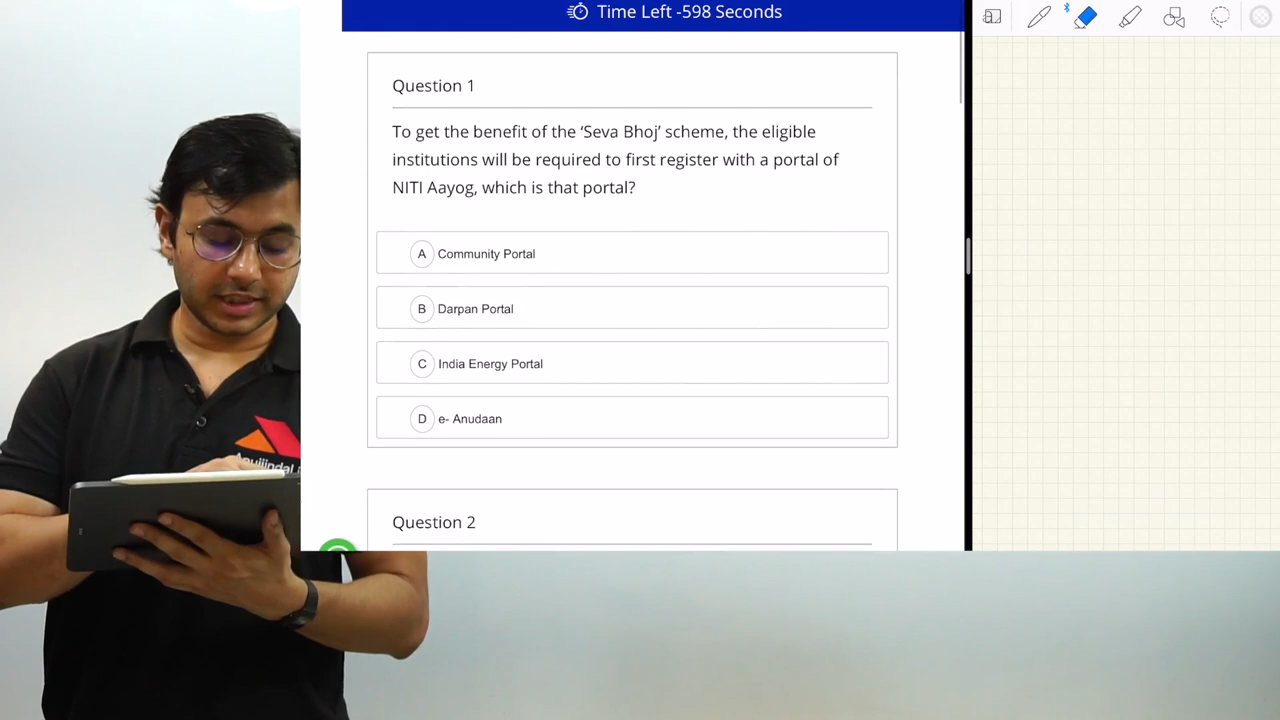 Time Left -598 Seconds
Question 1
To get the benefit of the ‘Seva Bhoj’ scheme, the eligible
institutions will be required to first register with a portal of
NITI Aayog, which is that portal?
A Community Portal
B Darpan Portal
C India Energy Portal
D e- Anudaan
Question 2